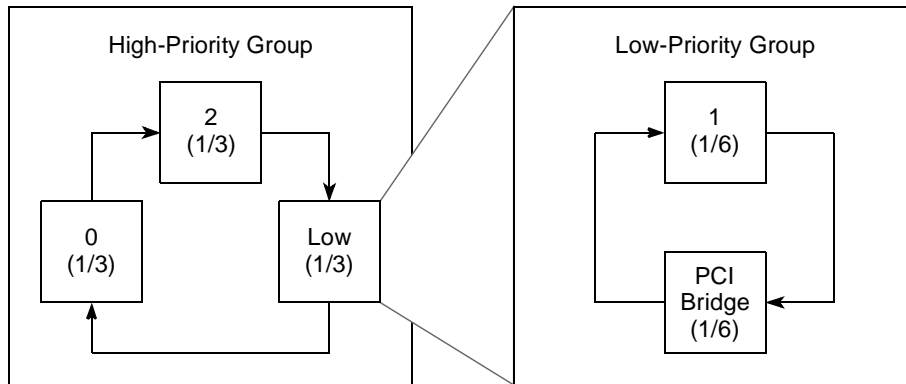 High-Priority Group
2
(1/3)
0
(1/3)
Low
(1/3)
Low-Priority Group
1
(1/6)
PCI
Bridge
(1/6)